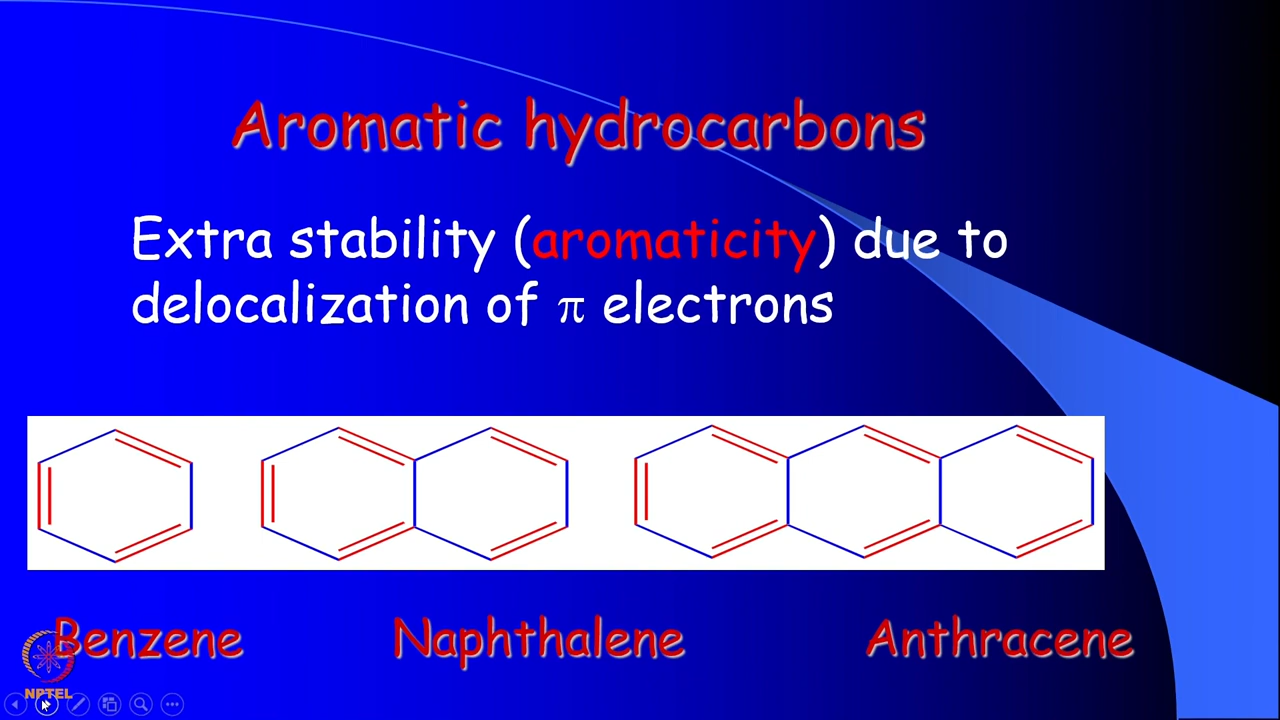 Aromatic hydrocarbons
Extra stability (aromaticity) due to
delocalization of π electrons
Benzene
Naphthalene
Anthracene
NPTEL